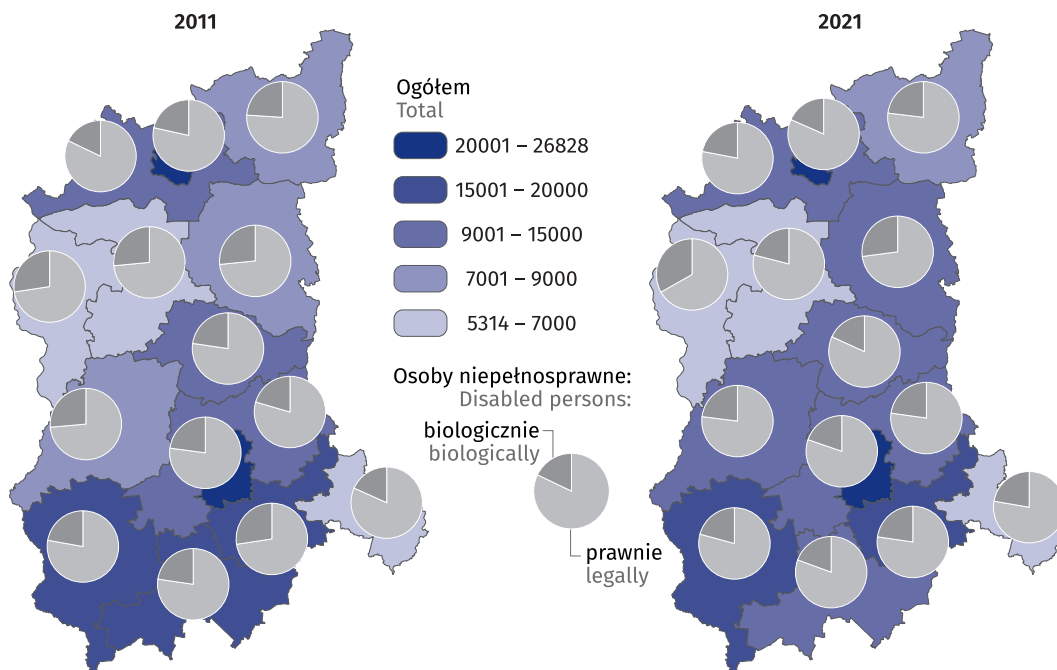 2011
2021
Ogółem
Total
20001 – 26828
15001 – 20000
9001 – 15000
7001 – 9000
5314 – 7000
Osoby niepełnosprawne:
Disabled persons:
biologicznie
biologically
prawnie
legally